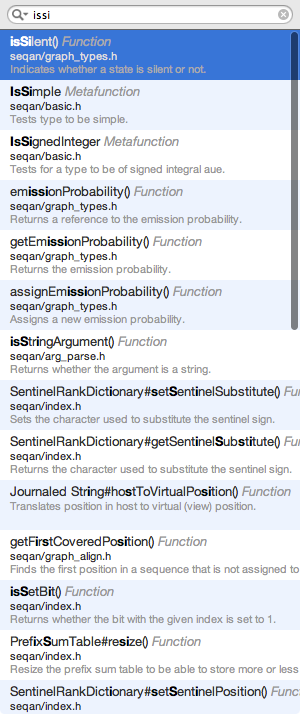 issi
isSilent() Function
seqan/graph_types.h
Indicates whether a state is silent or not.
IsSimple Metafunction
seqan/basic.h
Tests type to be simple.
IsSignedInteger Metafunction
seqan/basic.h
Tests for a type to be of signed integral aue.
emissionProbability() Function
seqan/graph_types.h
Returns a reference to the emission probability.
getEmissionProbability() Function
seqan/graph_types.h
Returns the emission probability.
assignEmissionProbability() Function
seqan/graph_types.h
Assigns a new emission probability.
isStringArgument() Function
seqan/arg_parse.h
Returns whether the argument is a string.
SentinelRankDictionary#setSentinelSubstitute() Fu
seqan/index.h
Sets the character used to substitute the sentinel sign.
SentinelRankDictionary#getSentinelSubstitute() Fu
seqan/index.h
Returns the character used to substitute the sentinel sign.
Journaled String#hostToVirtualPosition() Function
Translates position in host to virtual (view) position.
getFirstCoveredPosition() Function
seqan/graph_align.h
Finds the first position in a sequence that is not assigned to
isSetBit() Function
seqan/index.h
Returns whether the bit with the given index is set to 1.
PrefixSumTable#resize() Function
seqan/index.h
Resize the prefix sum table to be able to store more or less
SentinelRankDictionary#setSentinelPosition() Func
seqan/index.h